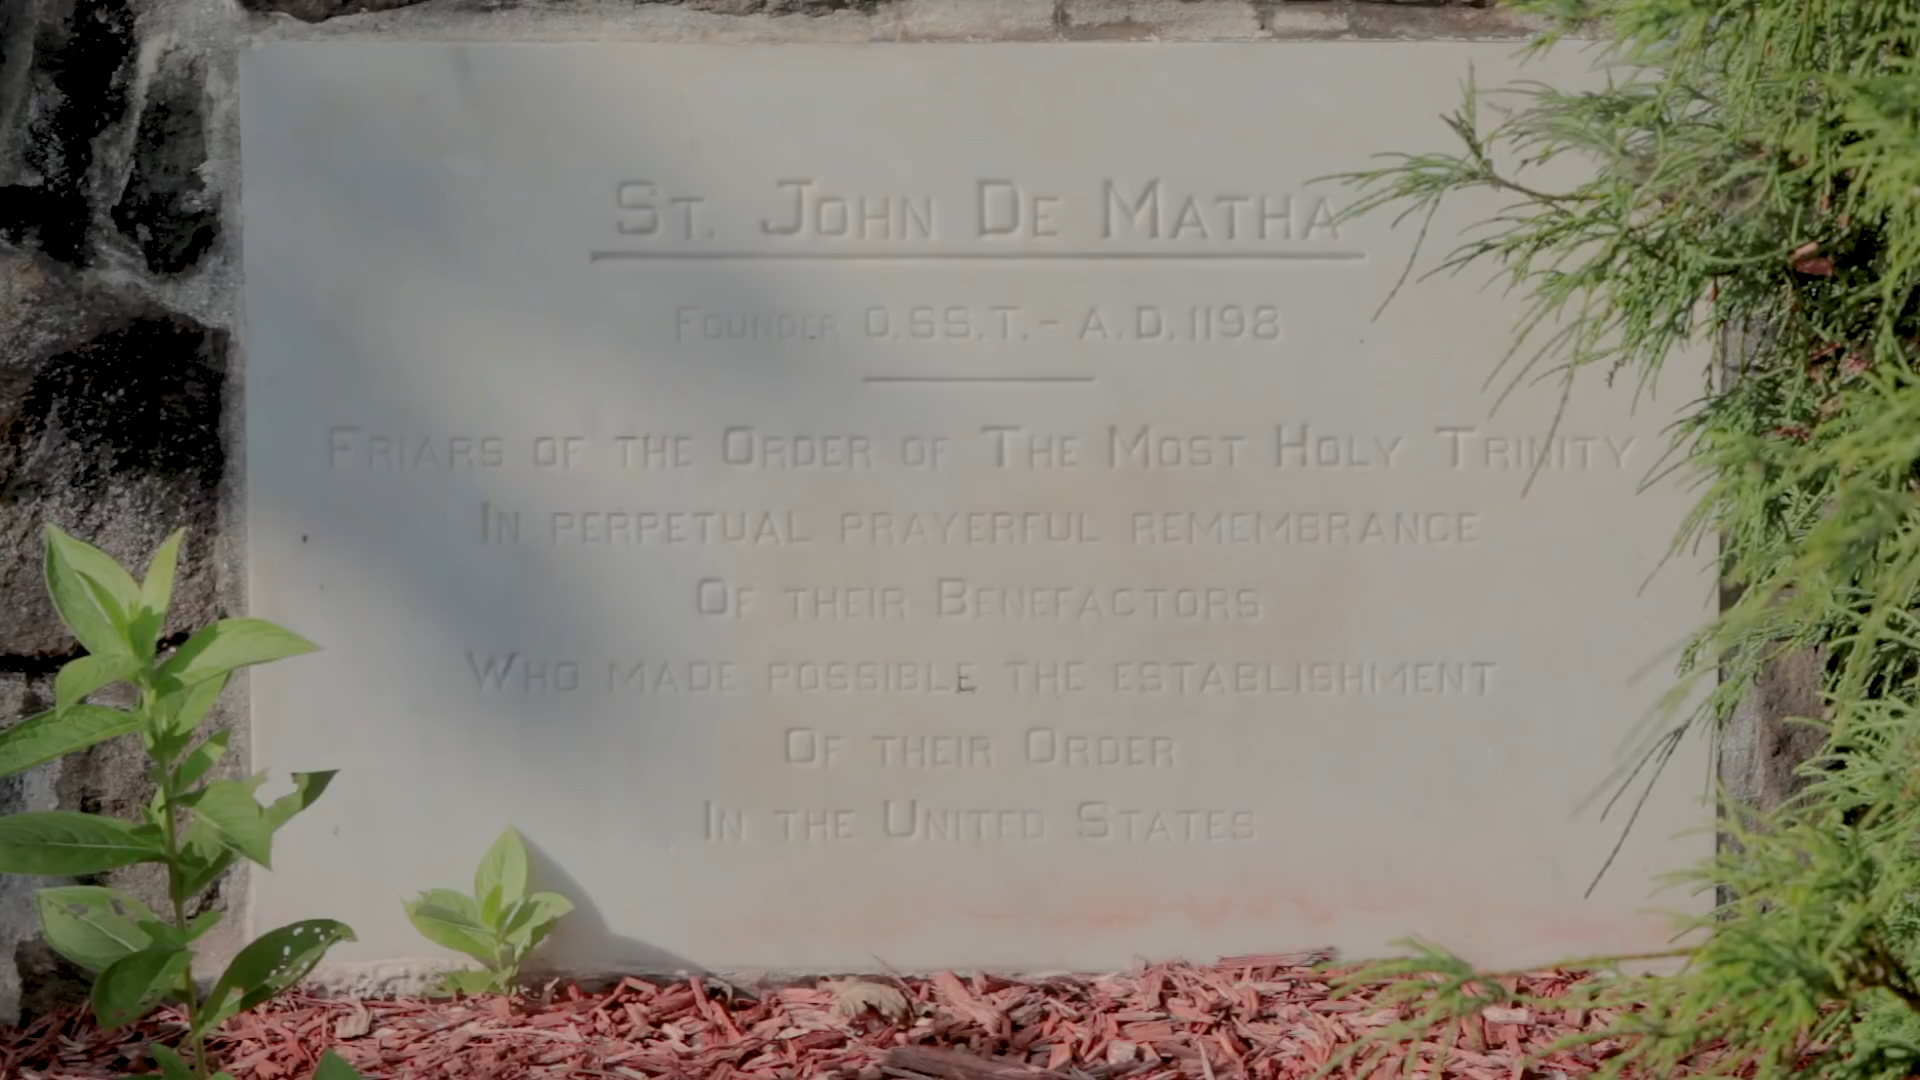 St. John De Matha
Founder O.SS.T. - A.D. 1198
Friars of the Order of The Most Holy Trinity
In perpetual prayerful remembrance
Of their Benefactors
Who made possible the establishment
Of their Order
In the United States